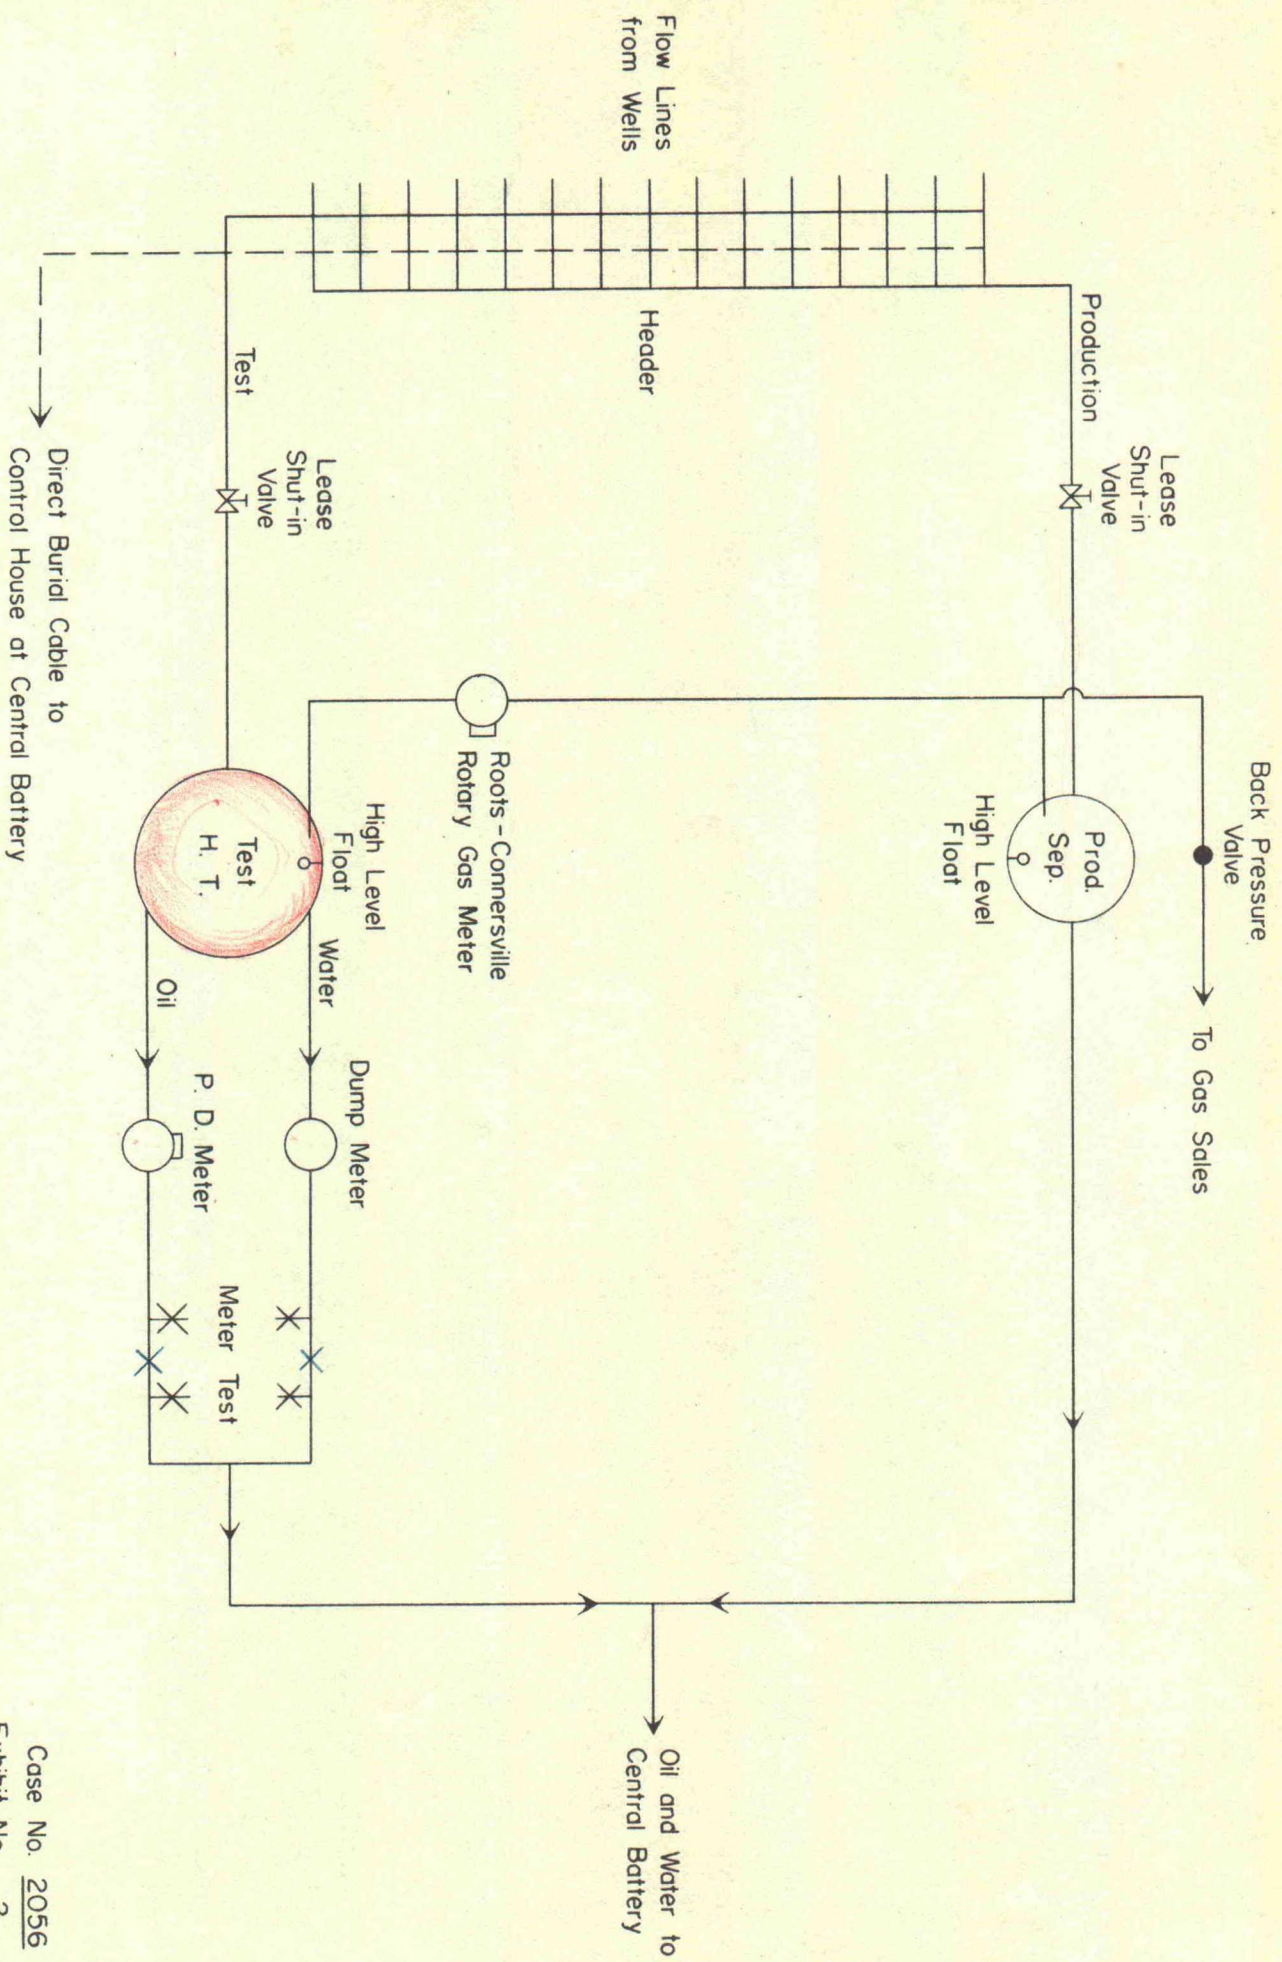 Back Pressure
Valve
To Gas Sales
Lease
Shut-in
Valve
Production
Prod.
Sep.
High Level
Float
Flow Lines
from Wells
Header
Oil and Water to
Central Battery
Roots-Connersville
Rotary Gas Meter
High Level
Float
Dump Meter
Lease
Shut-in
Valve
Water
Test
Test
H. T.
Meter Test
P. D. Meter
Oil
Direct Burial Cable to
Control House at Central Battery
Case No. 2056
Exhibit No.